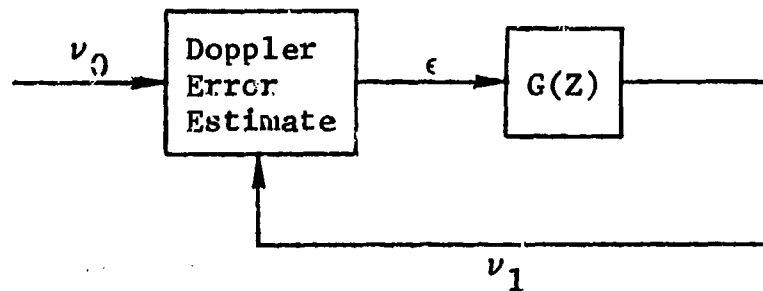 ν₀
Doppler
Error
Estimate
ϵ
G(Z)
ν₁